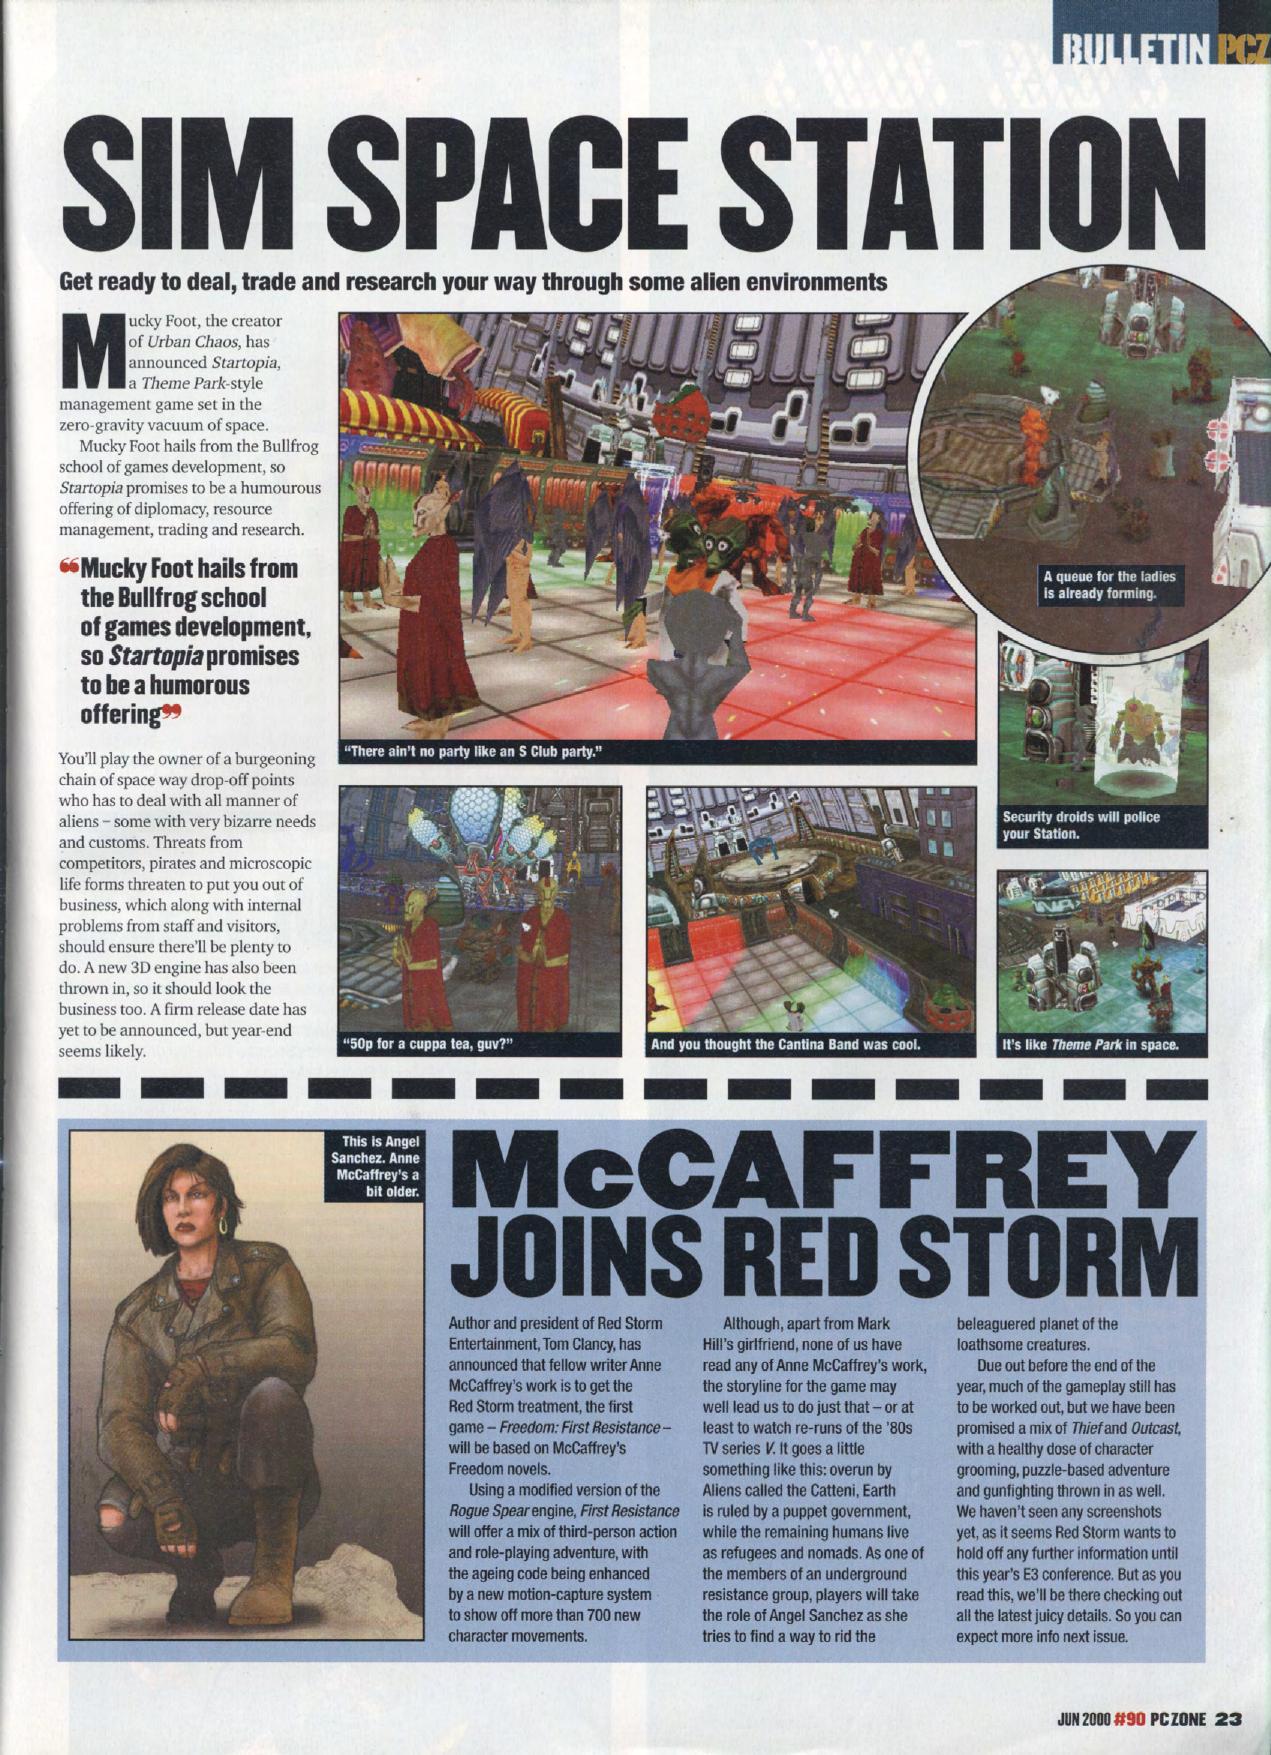 BULLETIN PCZ
SIM SPACE STATION
Get ready to deal, trade and research your way through some alien environments
Mucky Foot, the creator
of Urban Chaos, has
announced Startopia,
a Theme Park-style
management game set in the
zero-gravity vacuum of space.
Mucky Foot hails from the Bullfrog
school of games development, so
Startopia promises to be a humourous
offering of diplomacy, resource
management, trading and research.
“Mucky Foot hails from
the Bullfrog school
of games development,
so Startopia promises
to be a humorous
offering”
You'll play the owner of a burgeoning
chain of space way drop-off points
who has to deal with all manner of
aliens – some with very bizarre needs
and customs. Threats from
competitors, pirates and microscopic
life forms threaten to put you out of
business, which along with internal
problems from staff and visitors,
should ensure there'll be plenty to
do. A new 3D engine has also been
thrown in, so it should look the
business too. A firm release date has
yet to be announced, but year-end
seems likely.
“There ain't no party like an S Club party.”
A queue for the ladies
is already forming.
Security droids will police
your Station.
“50p for a cuppa tea, guv?”
And you thought the Cantina Band was cool.
It's like Theme Park in space.
This is Angel
Sanchez. Anne
McCaffrey's a
bit older.
McCAFFREY
JOINS RED STORM
Author and president of Red Storm
Entertainment, Tom Clancy, has
announced that fellow writer Anne
McCaffrey's work is to get the
Red Storm treatment, the first
game – Freedom: First Resistance –
will be based on McCaffrey's
Freedom novels.
Using a modified version of the
Rogue Spear engine, First Resistance
will offer a mix of third-person action
and role-playing adventure, with
the ageing code being enhanced
by a new motion-capture system
to show off more than 700 new
character movements.
Although, apart from Mark
Hill's girlfriend, none of us have
read any of Anne McCaffrey's work,
the storyline for the game may
well lead us to do just that – or at
least to watch re-runs of the '80s
TV series V. It goes a little
something like this: overun by
Aliens called the Catteni, Earth
is ruled by a puppet government,
while the remaining humans live
as refugees and nomads. As one of
the members of an underground
resistance group, players will take
the role of Angel Sanchez as she
tries to find a way to rid the
beleaguered planet of the
loathsome creatures.
Due out before the end of the
year, much of the gameplay still has
to be worked out, but we have been
promised a mix of Thief and Outcast,
with a healthy dose of character
grooming, puzzle-based adventure
and gunfighting thrown in as well.
We haven't seen any screenshots
yet, as it seems Red Storm wants to
hold off any further information until
this year's E3 conference. But as you
read this, we'll be there checking out
all the latest juicy details. So you can
expect more info next issue.
JUN 2000 #90 PC ZONE 23